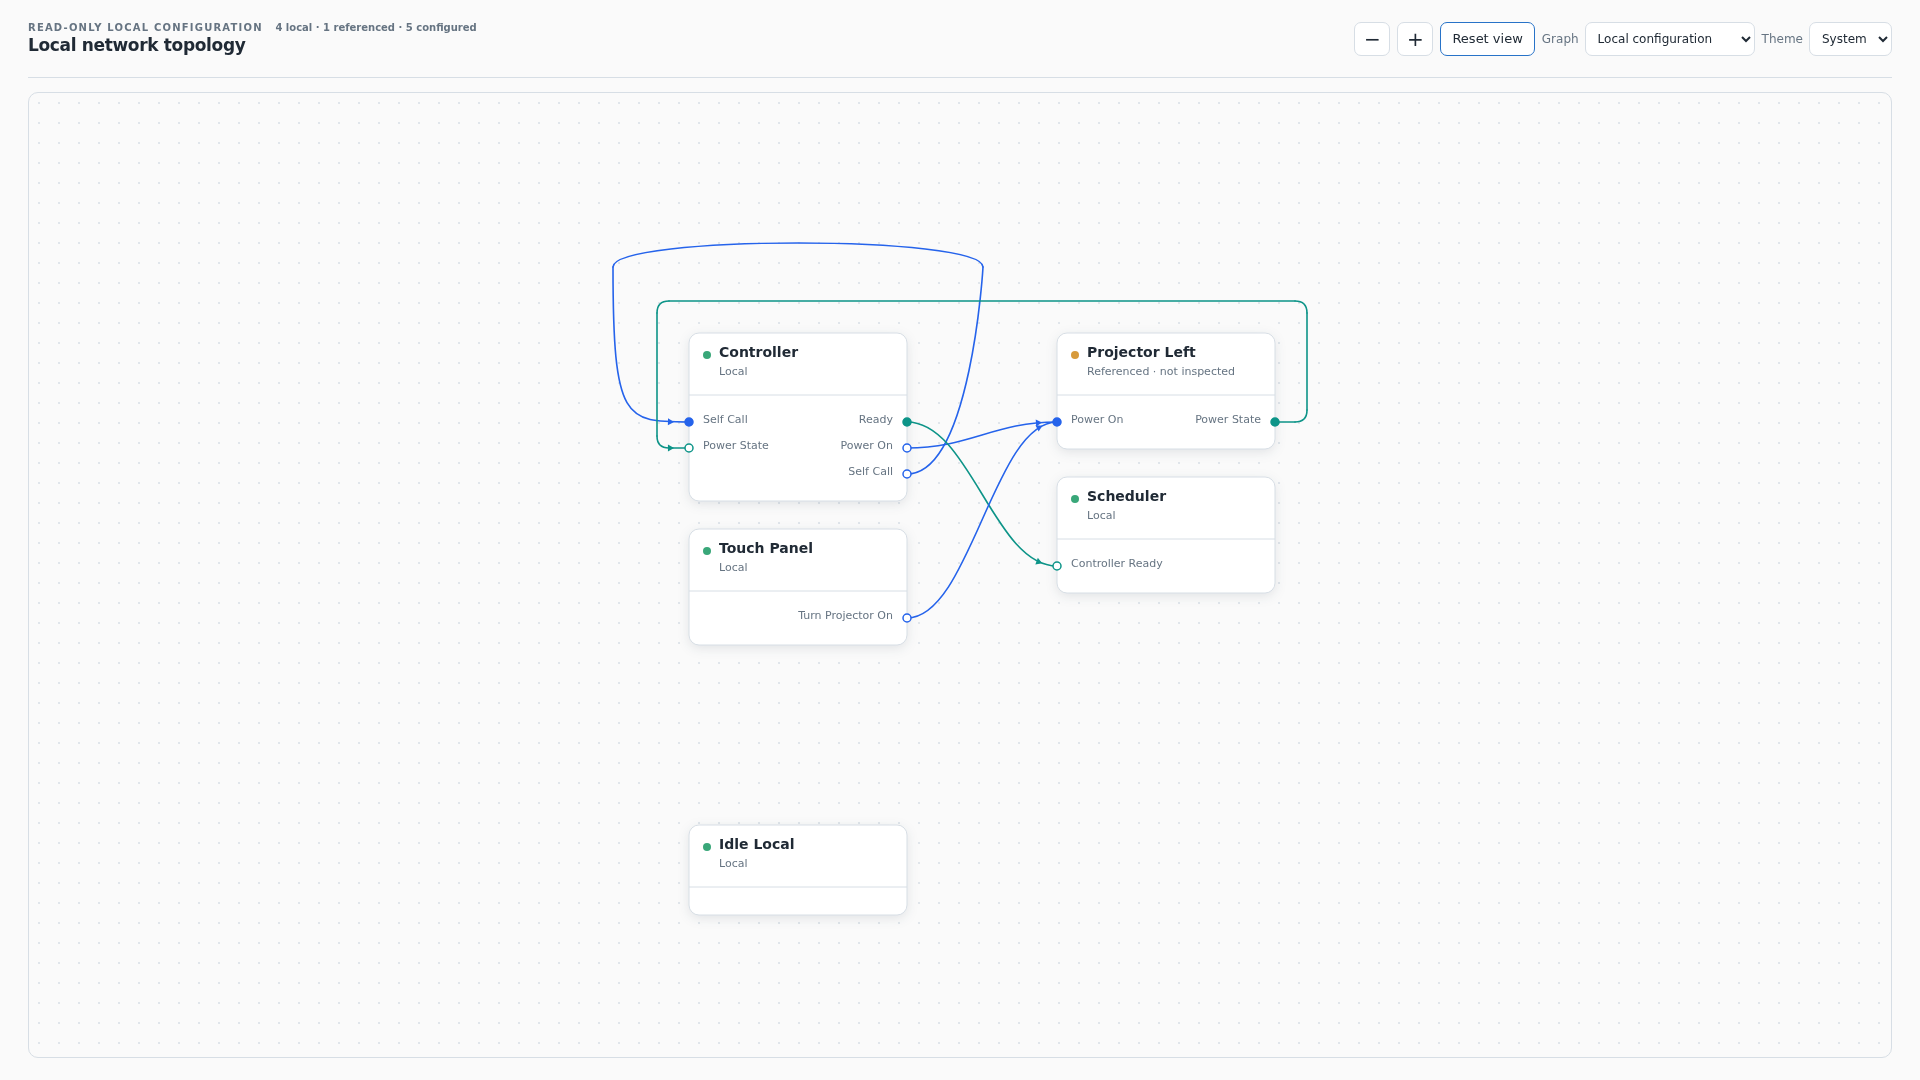 READ-ONLY LOCAL CONFIGURATION 4 local · 1 referenced · 5 configured
Local network topology
− + Reset view Graph Local configuration Theme System
Controller
Local
Self Call Ready
Power State Power On
Self Call
Projector Left
Referenced · not inspected
Power On Power State
Scheduler
Local
Controller Ready
Touch Panel
Local
Turn Projector On
Idle Local
Local